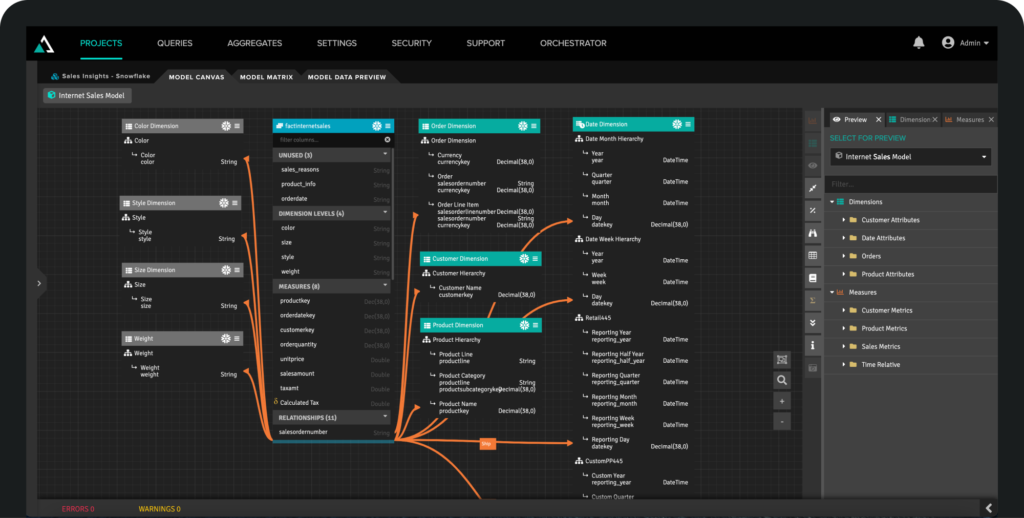 PROJECTS
QUERIES
AGGREGATES
SETTINGS
SECURITY
SUPPORT
ORCHESTRATOR
Admin
Sales Insights - Snowflake
MODEL CANVAS
MODEL MATRIX
MODEL DATA PREVIEW
Internet Sales Model
Color Dimension
Color
Color
color String
Style Dimension
Style
Style
style String
Size Dimension
Size
Size
size String
Weight
Weight
Weight
weight String
factinternetsales
filter columns...
UNUSED (3)
sales_reasons String
product_info String
orderdate String
DIMENSION LEVELS (4)
color String
size String
style String
weight String
MEASURES (8)
productkey Dec(38,0)
orderdatekey Dec(38,0)
customerkey Dec(38,0)
orderquantity Dec(38,0)
unitprice Double
salesamount Double
taxamt Double
Calculated Tax Double
RELATIONSHIPS (11)
salesordernumber String
Order Dimension
Order Dimension
Currency
currencykey Decimal(38,0)
Order
salesordernumber String
currencykey Decimal(38,0)
Order Line Item
salesorderlinenumber Decimal(38,0)
salesordernumber String
currencykey Decimal(38,0)
Customer Dimension
Customer Hierarchy
Customer Name
customerkey Decimal(38,0)
Product Dimension
Product Hierarchy
Product Line
productline String
Product Category
productline String
productsubcategorykey Decimal(38,0)
Product Name
productkey Decimal(38,0)
Date Dimension
Date Month Hierarchy
Year
year DateTime
Quarter
quarter DateTime
Month
month DateTime
Day
datekey Decimal(38,0)
Date Week Hierarchy
Year
year DateTime
Week
week DateTime
Day
datekey Decimal(38,0)
Retail445
Reporting Year
reporting_year DateTime
Reporting Half Year
reporting_half_year DateTime
Reporting Quarter
reporting_quarter DateTime
Reporting Month
reporting_month DateTime
Reporting Week
reporting_week DateTime
Reporting Day
datekey Decimal(38,0)
CustomPP445
Custom Year
reporting_year DateTime
Custom Quarter
Preview
Dimension
Measures
SELECT FOR PREVIEW
Internet Sales Model
Filter...
Dimensions
Customer Attributes
Date Attributes
Orders
Product Attributes
Measures
Customer Metrics
Product Metrics
Sales Metrics
Time Relative
ERRORS 0
WARNINGS 0